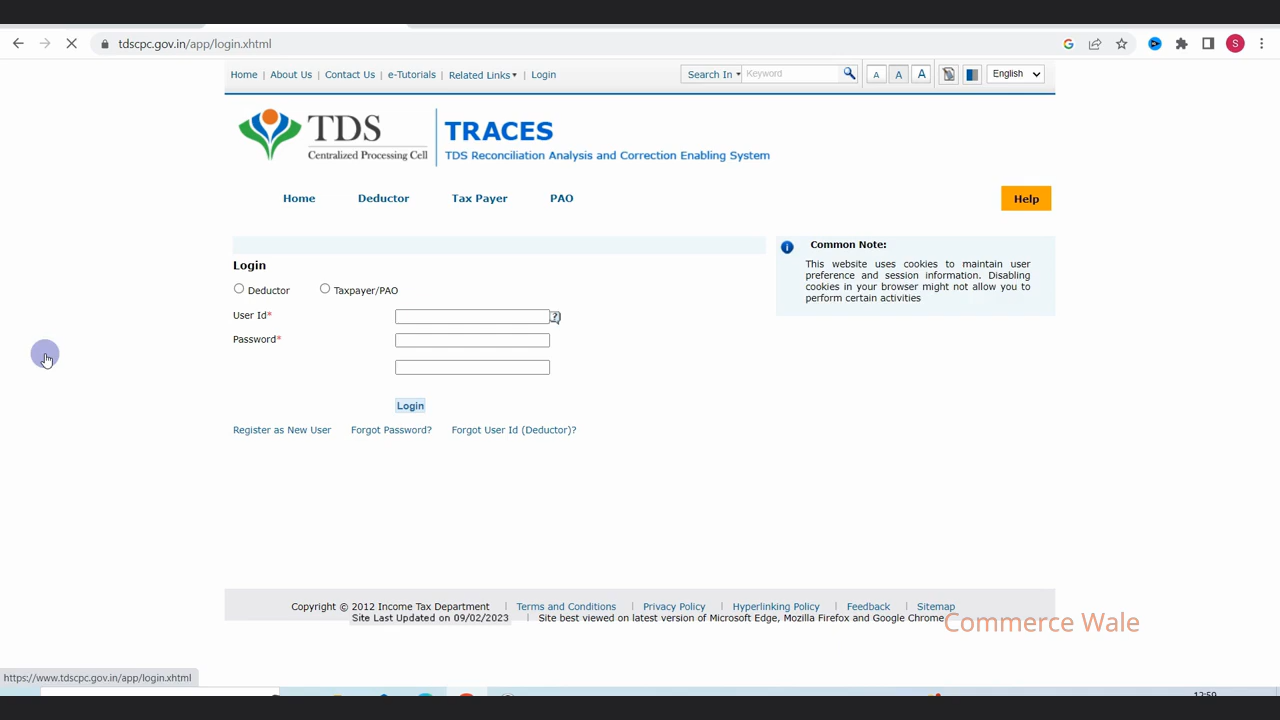 tdscpc.gov.in/app/login.xhtml
S
Home | About Us | Contact Us | e-Tutorials | Related Links | Login
Search In Keyword
A A A
English
TDS
Centralized Processing Cell
TRACES
TDS Reconciliation Analysis and Correction Enabling System
Home Deductor Tax Payer PAO
Help
Login
Deductor Taxpayer/PAO
User Id* ?
Password*
Login
Register as New User Forgot Password? Forgot User Id (Deductor)?
Common Note:
This website uses cookies to maintain user
preference and session information. Disabling
cookies in your browser might not allow you to
perform certain activities
Copyright © 2012 Income Tax Department | Terms and Conditions | Privacy Policy | Hyperlinking Policy | Feedback | Sitemap
Site Last Updated on 09/02/2023 | Site best viewed on latest version of Microsoft Edge, Mozilla Firefox and Google Chrome
Commerce Wale
https://www.tdscpc.gov.in/app/login.xhtml